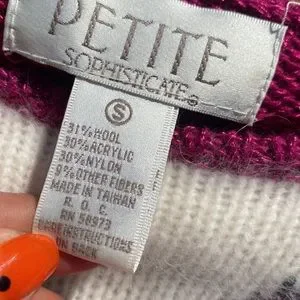 PETITE
SOPHISTICATE®
S
31% WOOL
30% ACRYLIC
30% NYLON
9% OTHER FIBERS
MADE IN TAIWAN
R. O. C.
RN 58973
INSTRUCTIONS
ON BACK